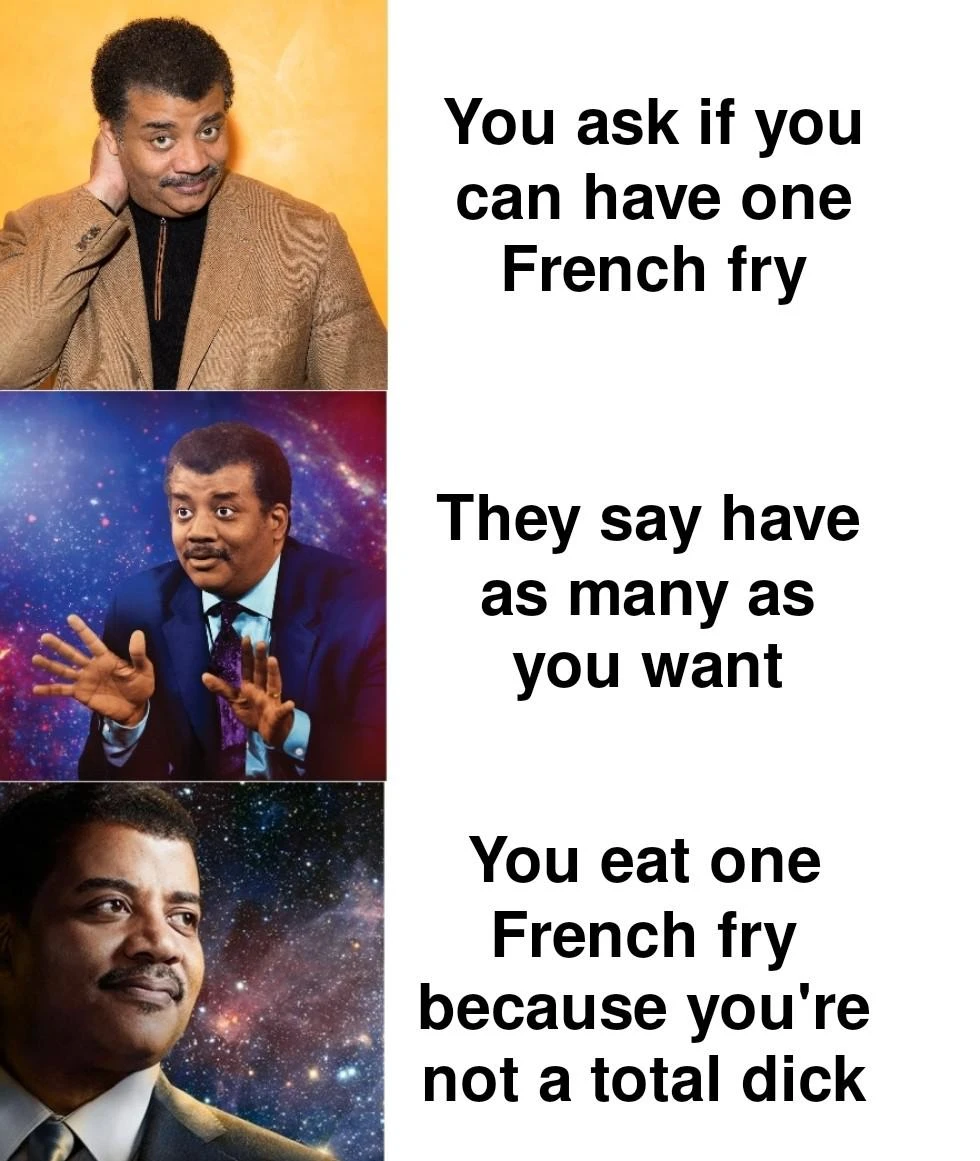 You ask if you
can have one
French fry
They say have
as many as
you want
You eat one
French fry
because you're
not a total dick